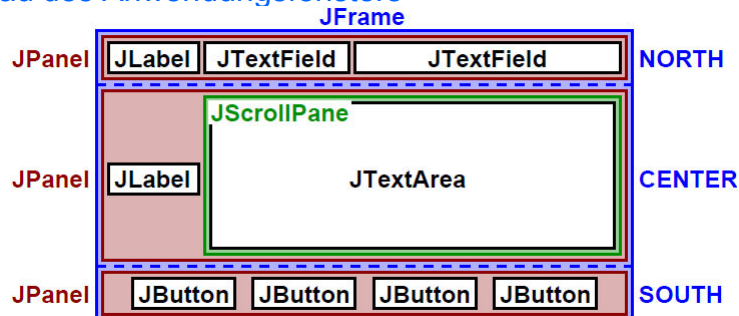 JFrame
JPanel JLabel JTextField JTextField NORTH
JScrollPane
JPanel JLabel JTextArea CENTER
JPanel JButton JButton JButton JButton SOUTH